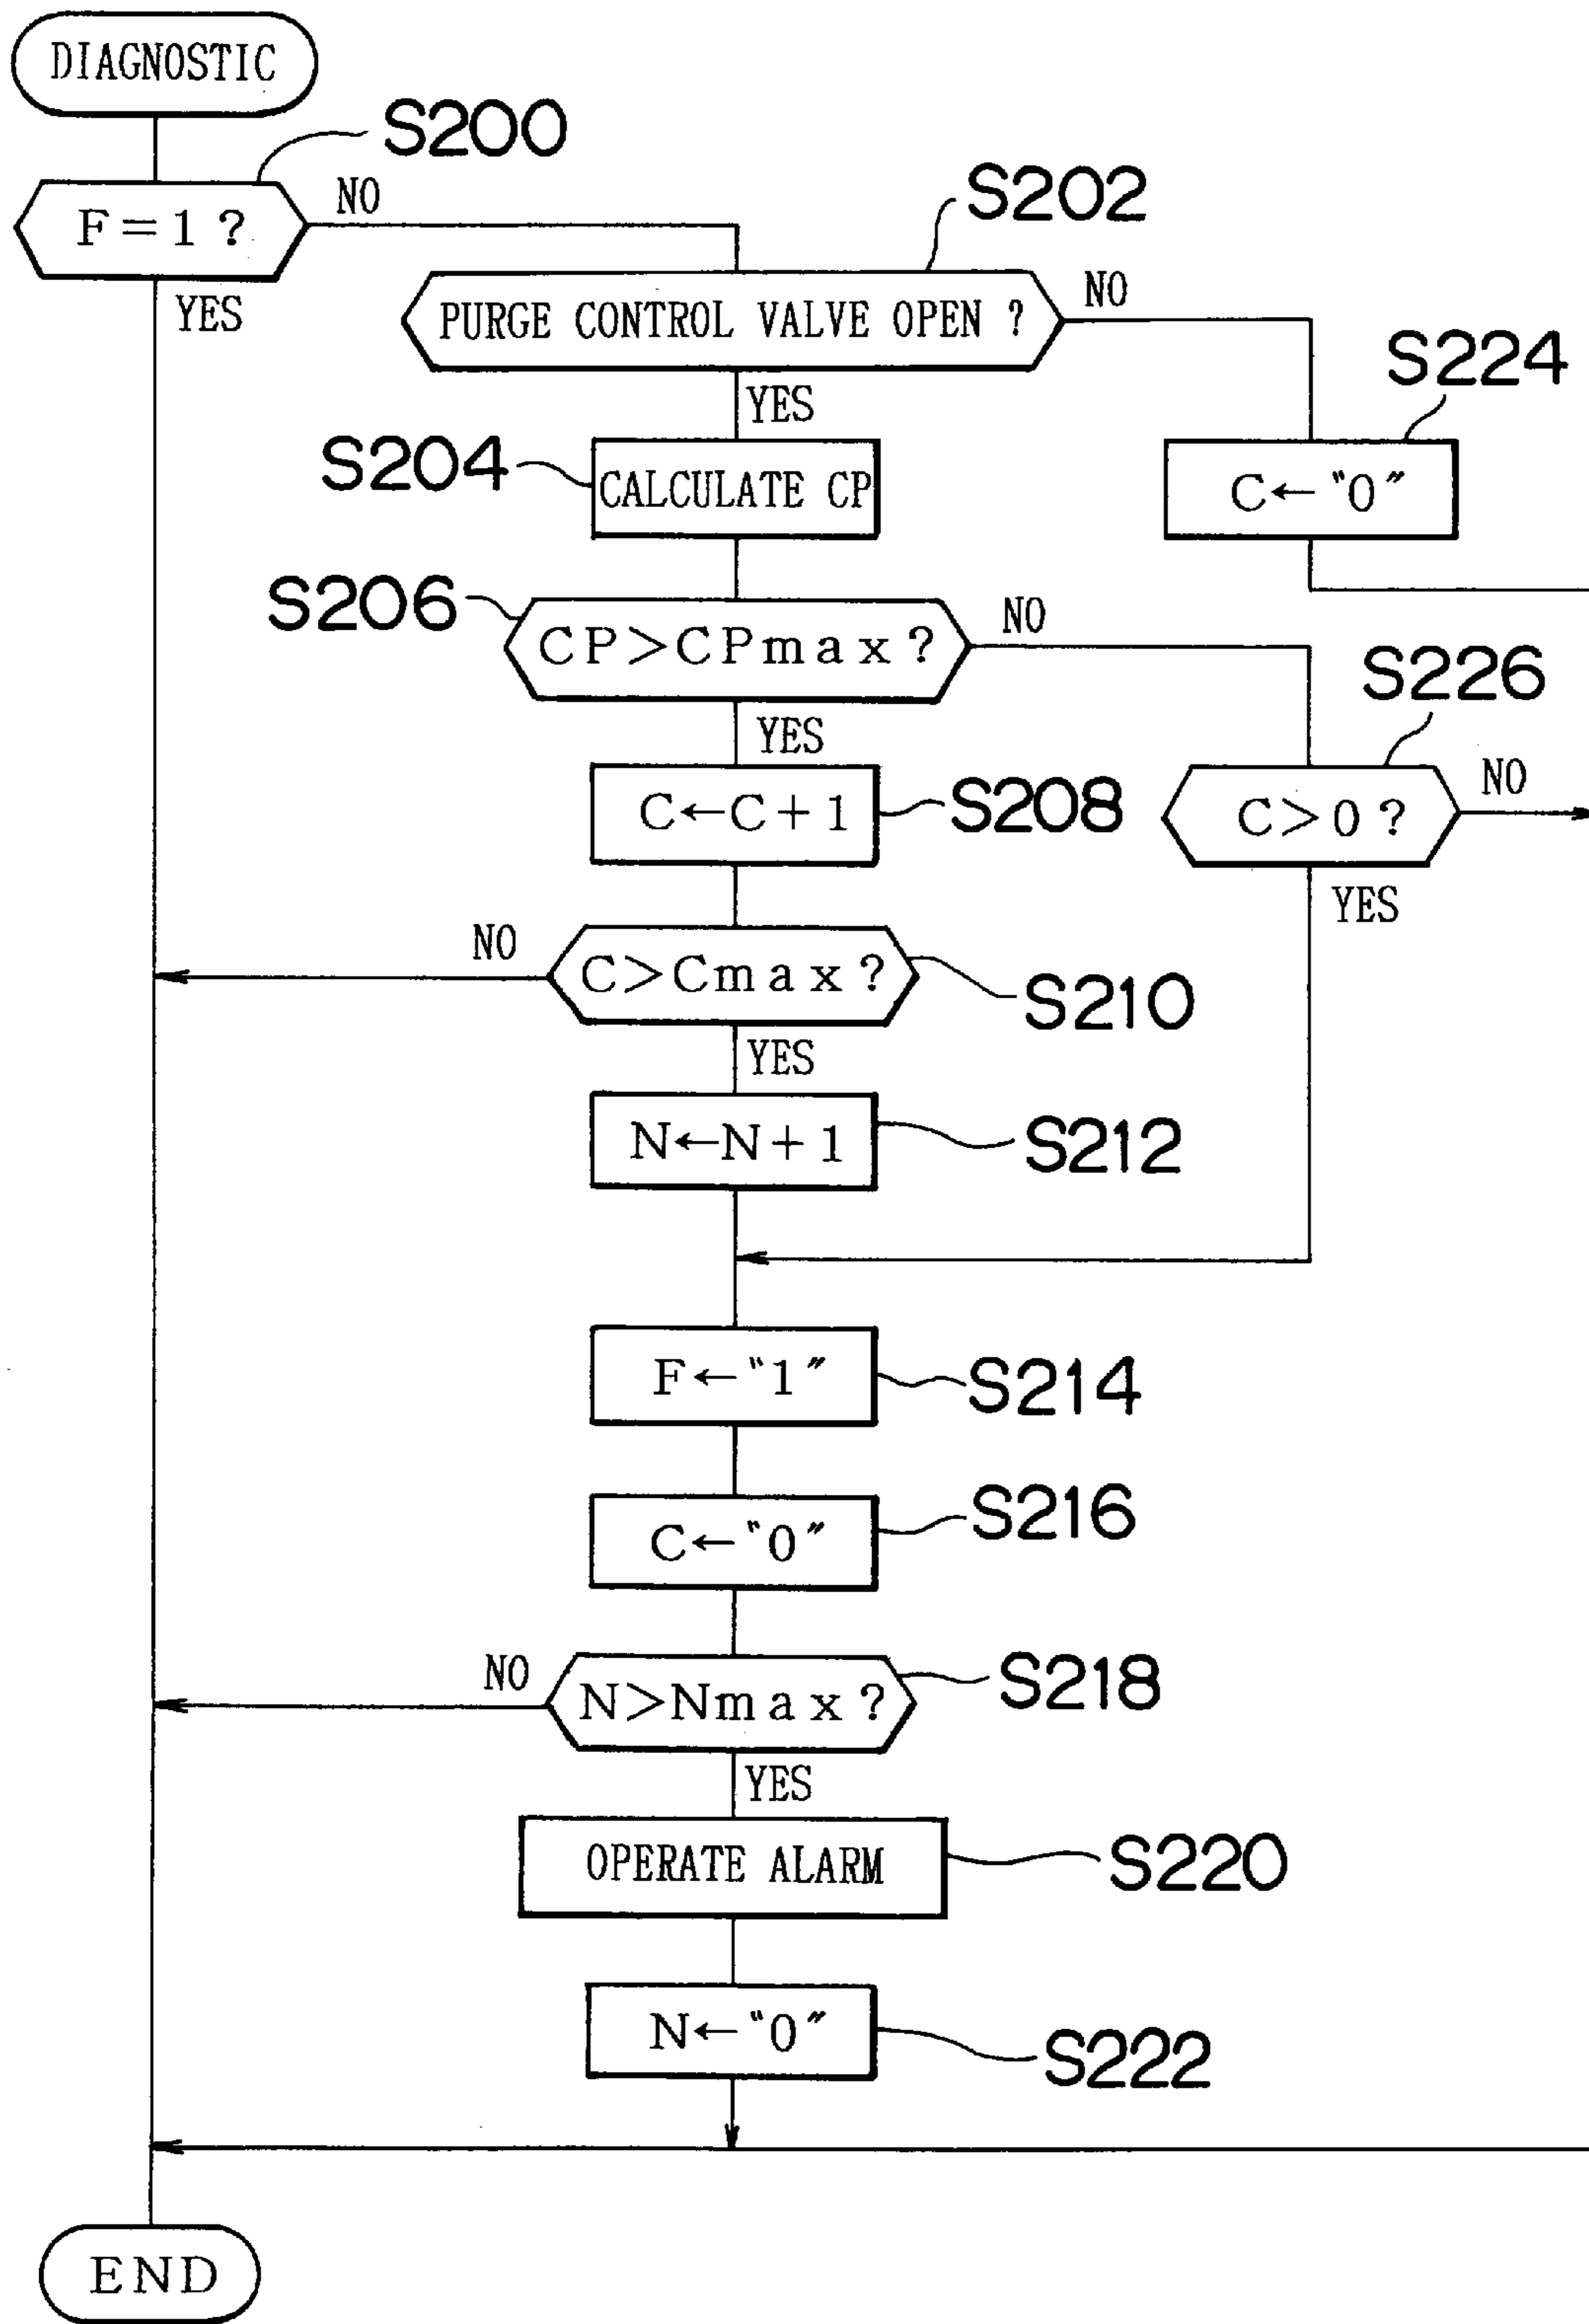 DIAGNOSTIC
S200
F=1?
NO
YES
S202
PURGE CONTROL VALVE OPEN ?
NO
YES
S224
C←"0"
S204
CALCULATE CP
S206
CP>CPmax?
NO
YES
S226
C>0?
NO
YES
C←C+1
S208
NO
C>Cmax?
S210
YES
N←N+1
S212
F←"1"
S214
C←"0"
S216
NO
N>Nmax?
S218
YES
OPERATE ALARM
S220
N←"0"
S222
END